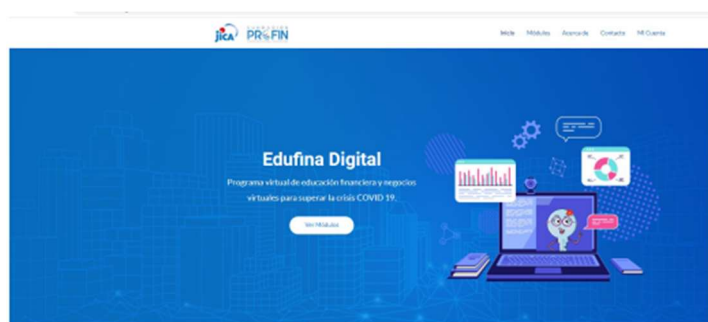 jicA
FUNDACIÓN
PROFIN
Inicio Módulos Acerca de Contacto Mi Cuenta
Edufina Digital
Programa virtual de educación financiera y negocios
virtuales para superar la crisis COVID 19.
Ver Módulos